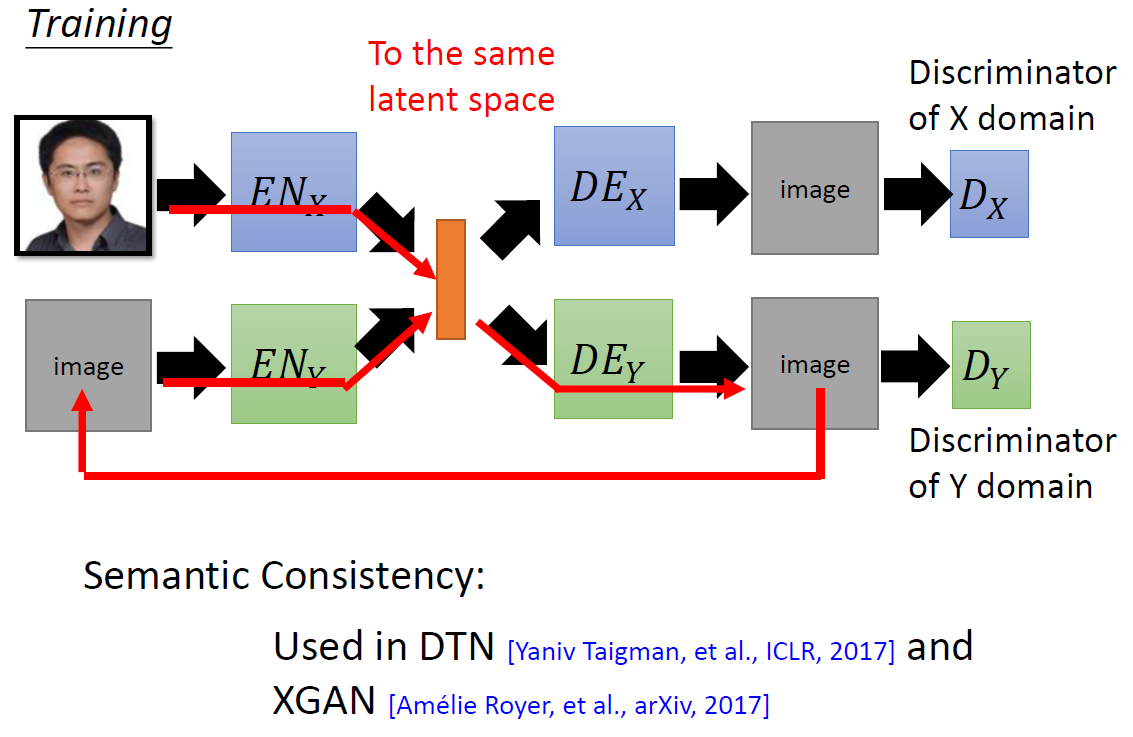 Training
To the same
latent space
Discriminator
of X domain
EN_X
DE_X
image
D_X
image
EN_Y
DE_Y
image
D_Y
Discriminator
of Y domain
Semantic Consistency:
Used in DTN [Yaniv Taigman, et al., ICLR, 2017] and
XGAN [Amélie Royer, et al., arXiv, 2017]